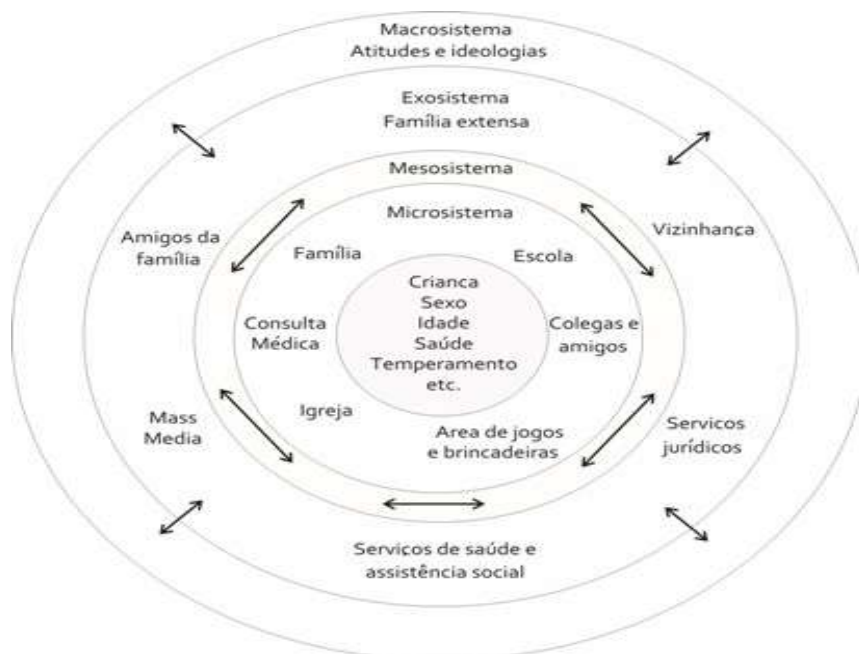 Macrosistema
Atitudes e ideologias
Exosistema
Família extensa
Mesosistema
Microsistema
Amigos da
família
Vizinhança
Família
Escola
Crianca
Sexo
Idade
Saúde
Temperamento
etc.
Consulta
Médica
Colegas e
amigos
Igreja
Area de jogos
e brincadeiras
Mass
Media
Servicos
jurídicos
Serviços de saúde e
assistência social